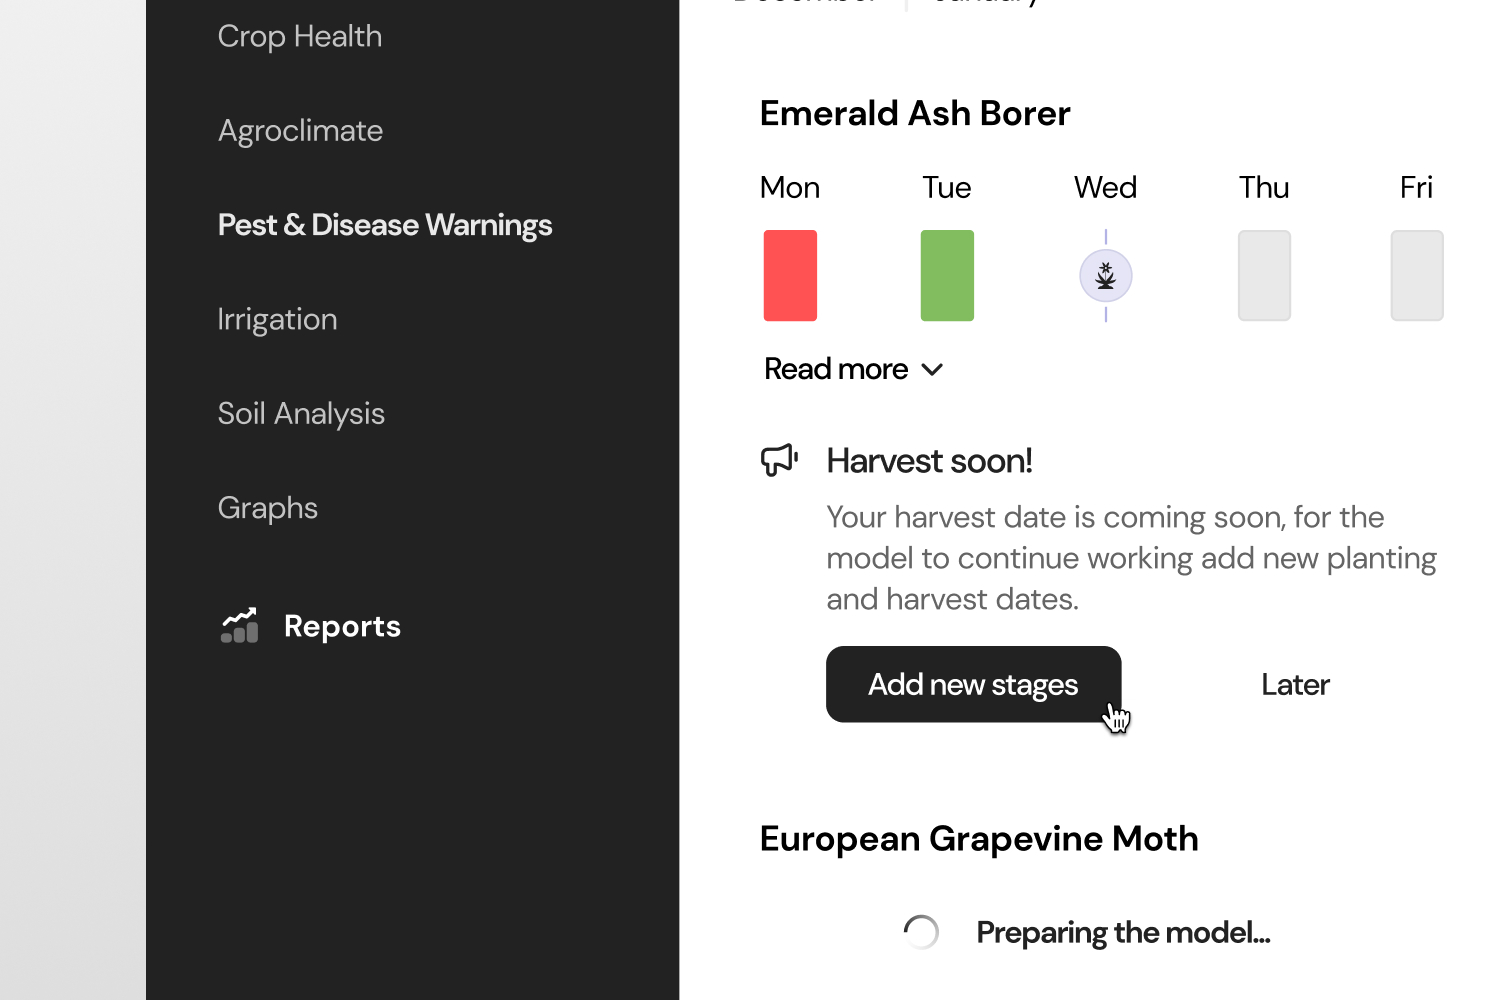 Crop Health
Agroclimate
Pest & Disease Warnings
Irrigation
Soil Analysis
Graphs
Reports
December January
Emerald Ash Borer
Mon Tue Wed Thu Fri
Read more
Harvest soon!
Your harvest date is coming soon, for the
model to continue working add new planting
and harvest dates.
Add new stages Later
European Grapevine Moth
Preparing the model...